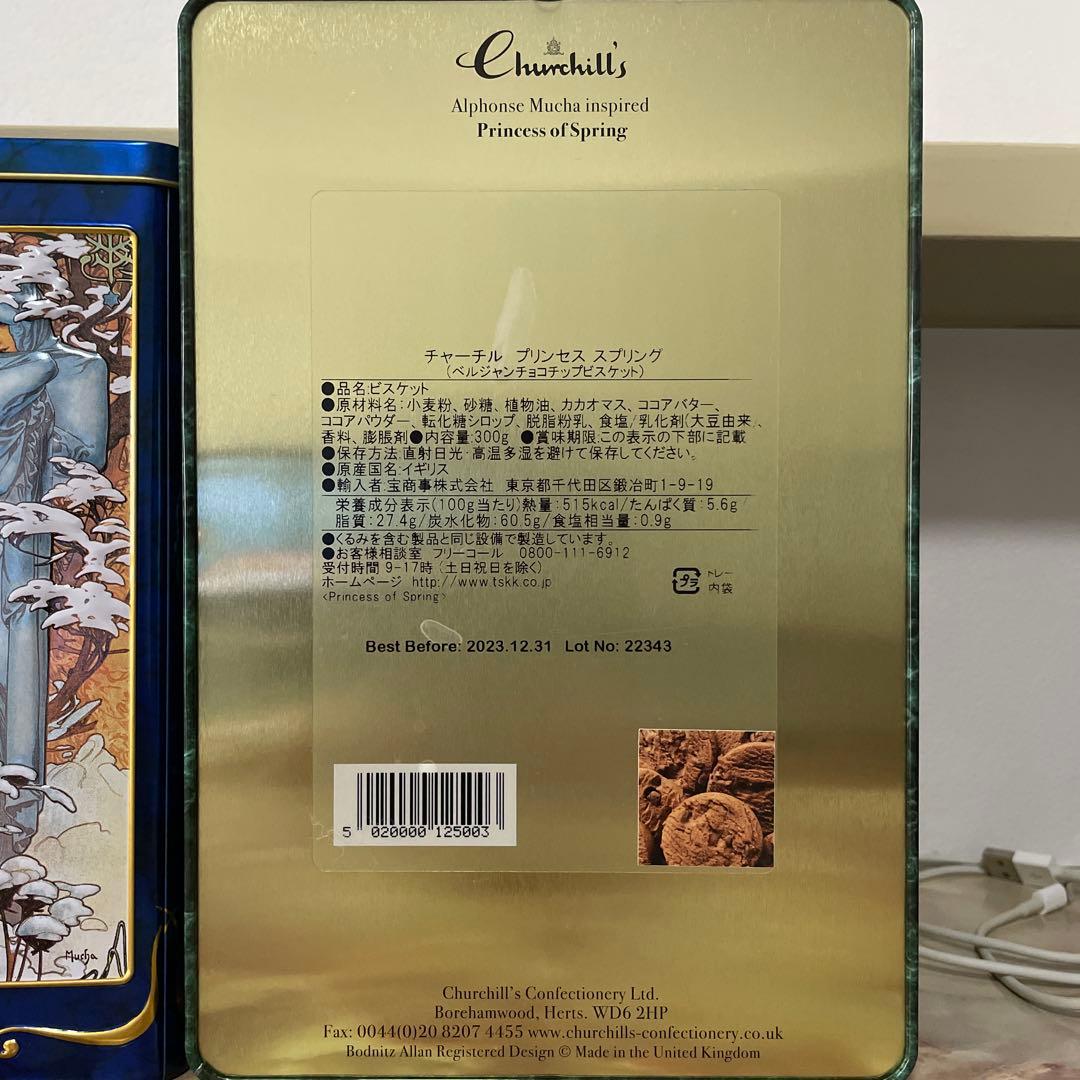 Churchill's
Alphonse Mucha inspired
Princess of Spring
チャーチル プリンセス スプリング
(ベルジャンチョコチップビスケット)
●品名:ビスケット
●原材料名:小麦粉、砂糖、植物油、カカオマス、ココアバター、
ココアパウダー、転化糖シロップ、脱脂粉乳、食塩/乳化剤(大豆由来)、
香料、膨脹剤●内容量:300g ●賞味期限:この表示の下部に記載
●保存方法:直射日光・高温多湿を避けて保存してください。
●原産国名:イギリス
●輸入者:宝商事株式会社 東京都千代田区鍛冶町1-9-19
栄養成分表示(100g当たり)熱量:515kcal/たんぱく質:5.6g
脂質:27.4g/炭水化物:60.5g/食塩相当量:0.9g
●くるみを含む製品と同じ設備で製造しています。
●お客様相談室 フリーコール 0800-111-6912
受付時間 9-17時 (土日祝日を除く)
ホームページ http://www.tskk.co.jp
<Princess of Spring>
プラ
トレー
内袋
Best Before: 2023.12.31 Lot No: 22343
5 020000 125003
Mucha
Churchill's Confectionery Ltd.
Borehamwood, Herts. WD6 2HP
Fax: 0044(0)20 8207 4455 www.churchills-confectionery.co.uk
Bodnitz Allan Registered Design © Made in the United Kingdom